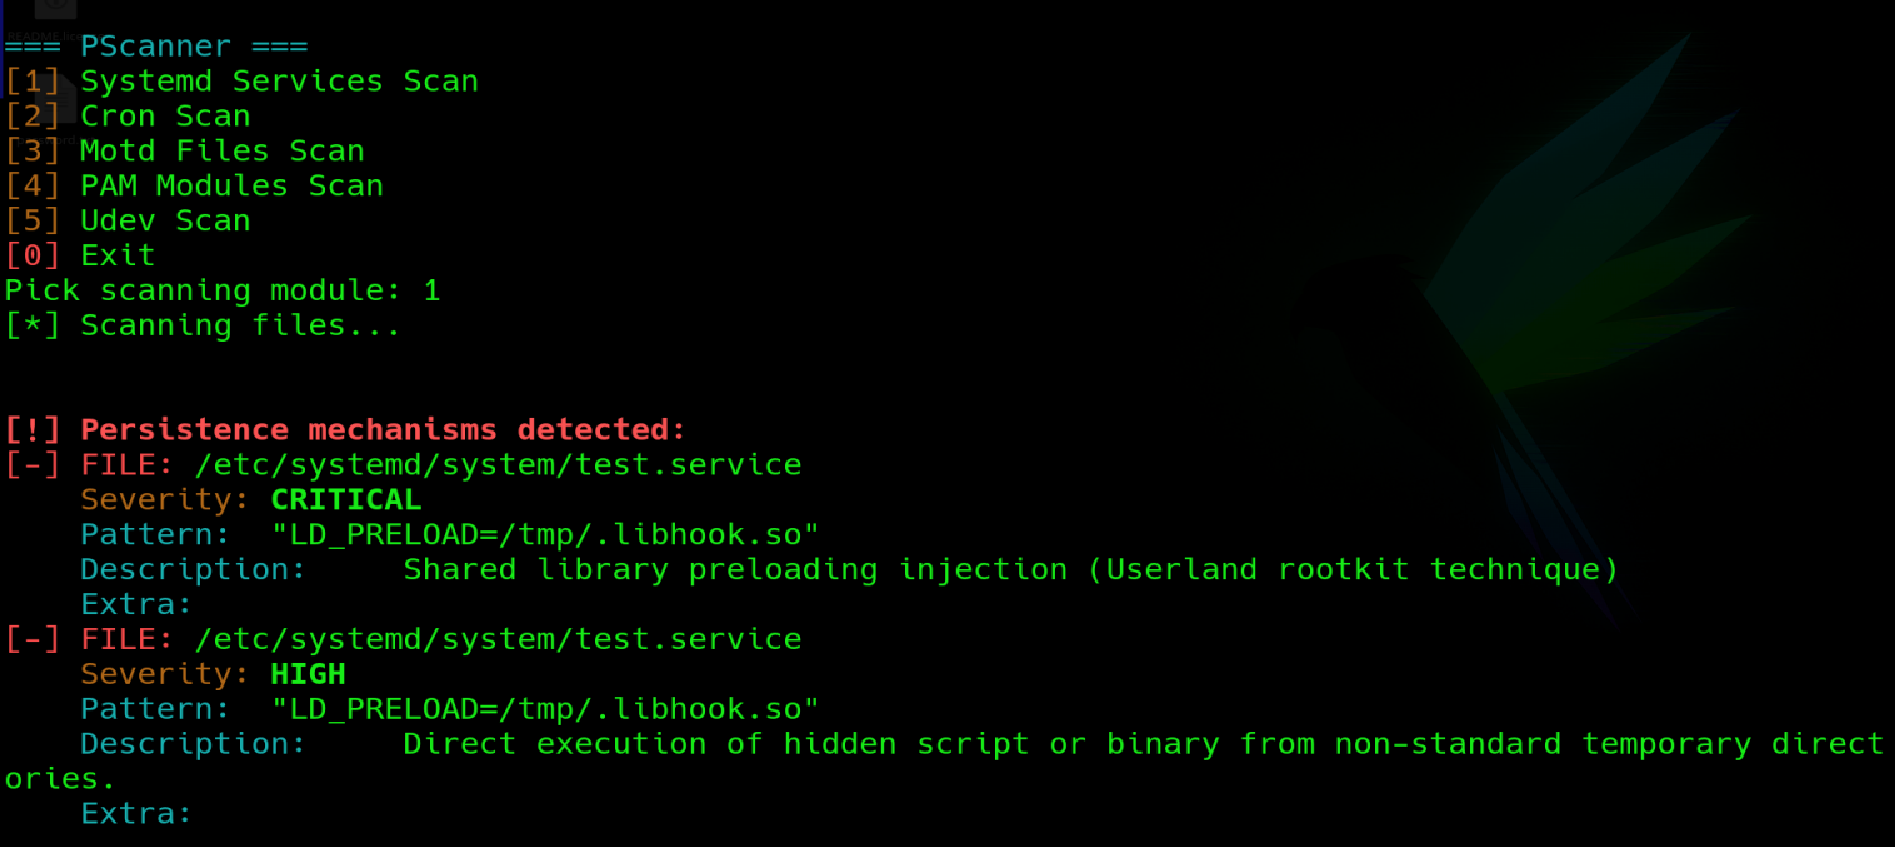 === PScanner ===
[1] Systemd Services Scan
[2] Cron Scan
[3] Motd Files Scan
[4] PAM Modules Scan
[5] Udev Scan
[0] Exit
Pick scanning module: 1
[*] Scanning files...
[!] Persistence mechanisms detected:
[-] FILE: /etc/systemd/system/test.service
Severity: CRITICAL
Pattern: "LD_PRELOAD=/tmp/.libhook.so"
Description: Shared library preloading injection (Userland rootkit technique)
Extra:
[-] FILE: /etc/systemd/system/test.service
Severity: HIGH
Pattern: "LD_PRELOAD=/tmp/.libhook.so"
Description: Direct execution of hidden script or binary from non-standard temporary direct
ories.
Extra: